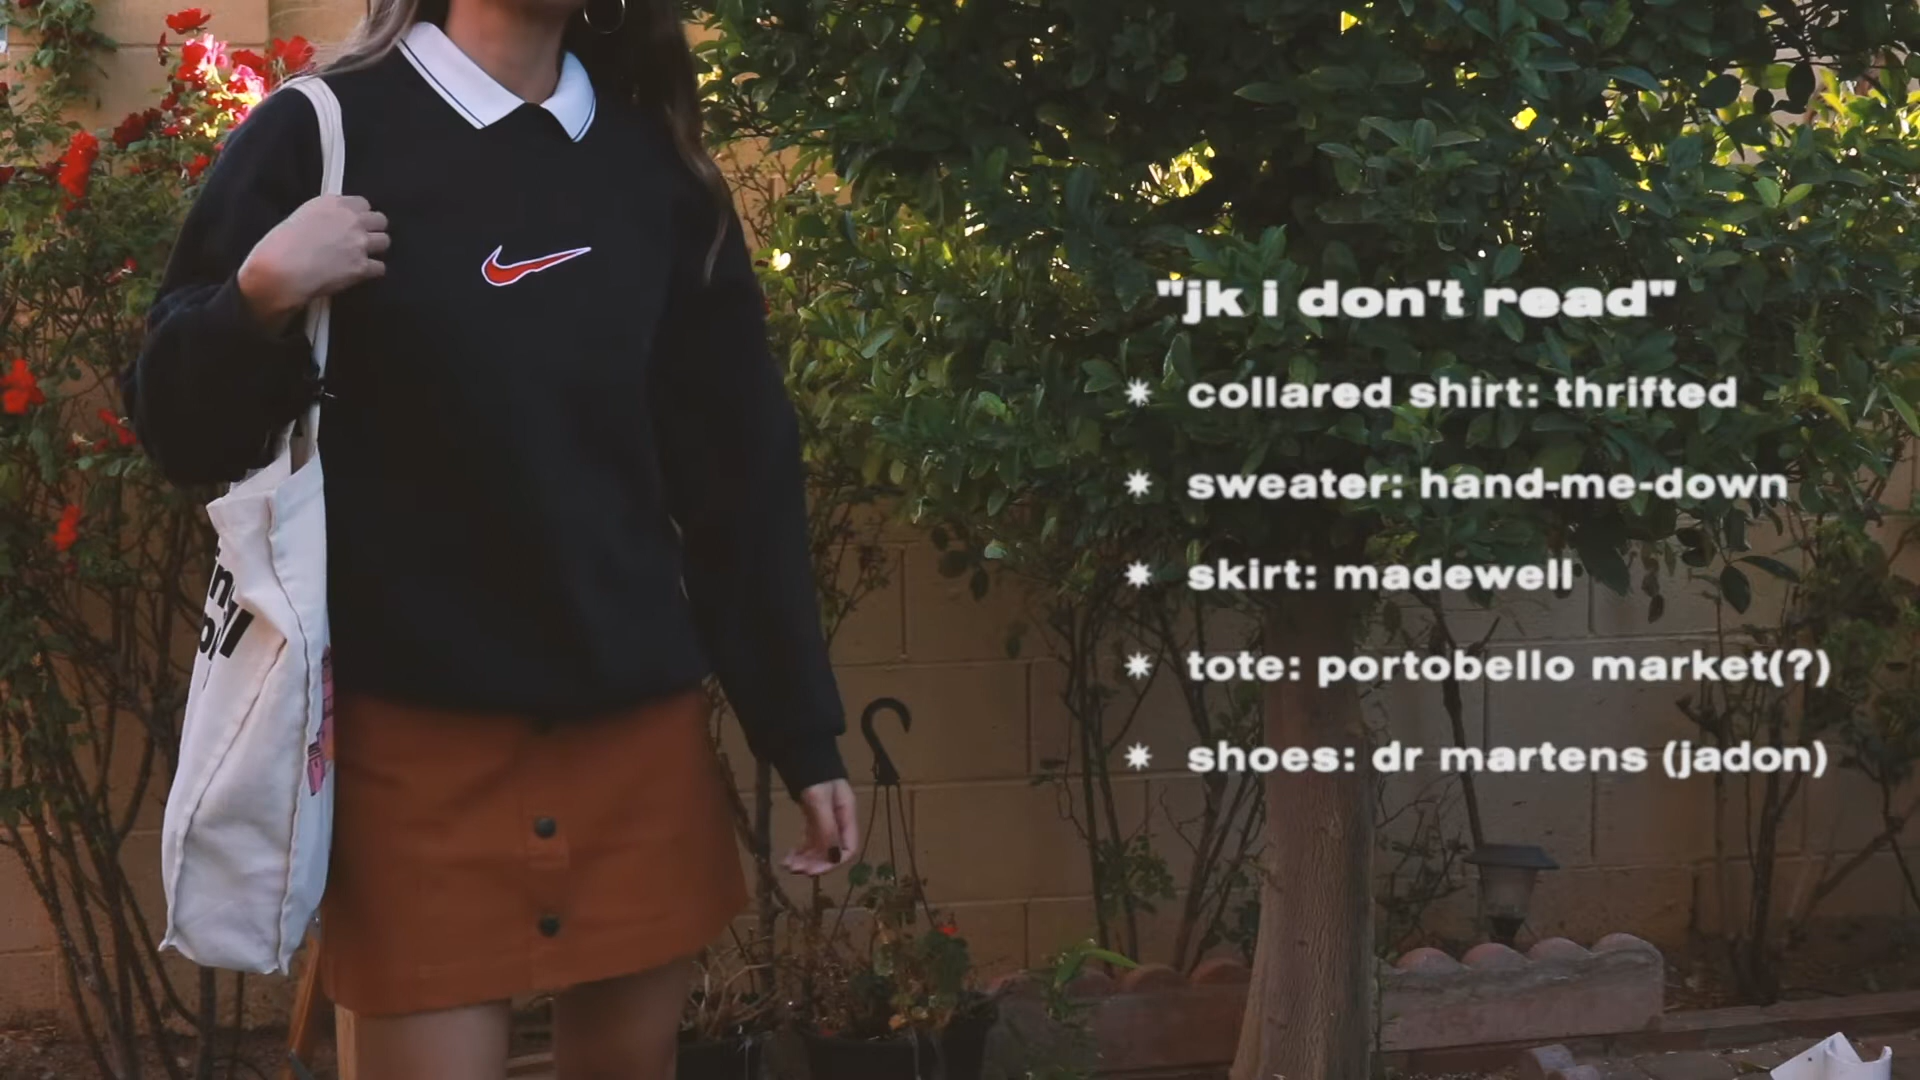 "jk i don't read"
collared shirt: thrifted
sweater: hand-me-down
skirt: madewell
tote: portobello market(?)
shoes: dr martens (jadon)